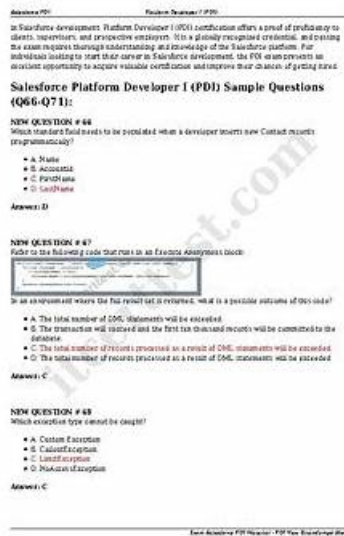 Salesforce PDI
Platform Developer I (PDI)
in Salesforce development. Platform Developer I (PDI) certification offers a proof of proficiency to
clients, supervisors, and prospective employers. It is a globally recognized credential, and passing
the exam requires thorough understanding and knowledge of the Salesforce platform. For
individuals looking to start their career in Salesforce development, the PDI exam presents an
excellent opportunity to acquire valuable certification and improve their chances of getting hired.
Salesforce Platform Developer I (PDI) Sample Questions
(Q66-Q71):
NEW QUESTION # 66
Which standard field needs to be populated when a developer inserts new Contact records
programmatically?
A. Name
B. AccountId
C. FirstName
D. LastName
Answer: D
NEW QUESTION # 67
Refer to the following code that runs in an Execute Anonymous block:
In an environment where the full result set is returned, what is a possible outcome of this code?
A. The total number of DML statements will be exceeded
B. The transaction will succeed and the first ten thousand records will be committed to the
database.
C. The total number of records processed as a result of DML statements will be exceeded
D. The total number of records processed as a result of DML statements will be exceeded
Answer: C
NEW QUESTION # 68
Which exception type cannot be caught?
A. Custom Exception
B. CalloutException
C. LimitException
D. NoAccessException
Answer: C